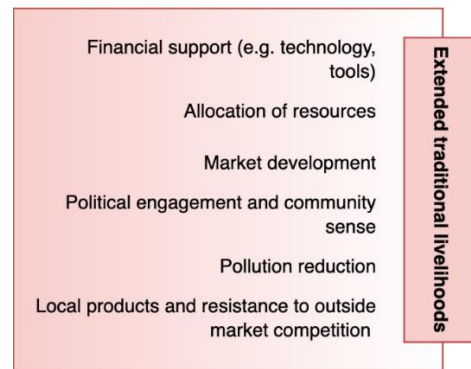 Financial support (e.g. technology,
tools)
Allocation of resources
Market development
Political engagement and community
sense
Pollution reduction
Local products and resistance to outside
market competition
Extended traditional livelihoods